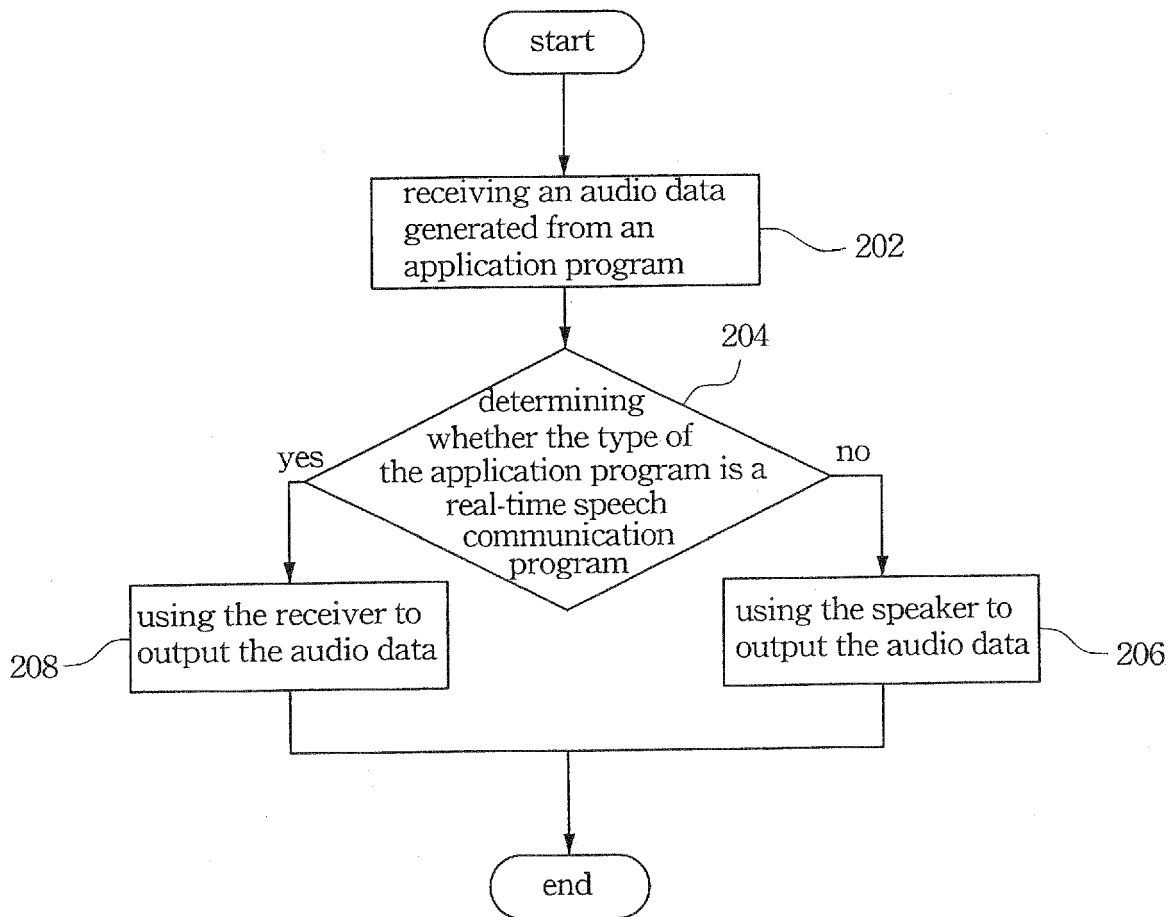 start
receiving an audio data
generated from an
application program
202
204
determining
whether the type of
the application program is a
real-time speech
communication
program
yes
no
using the receiver to
output the audio data
208
using the speaker to
output the audio data
206
end